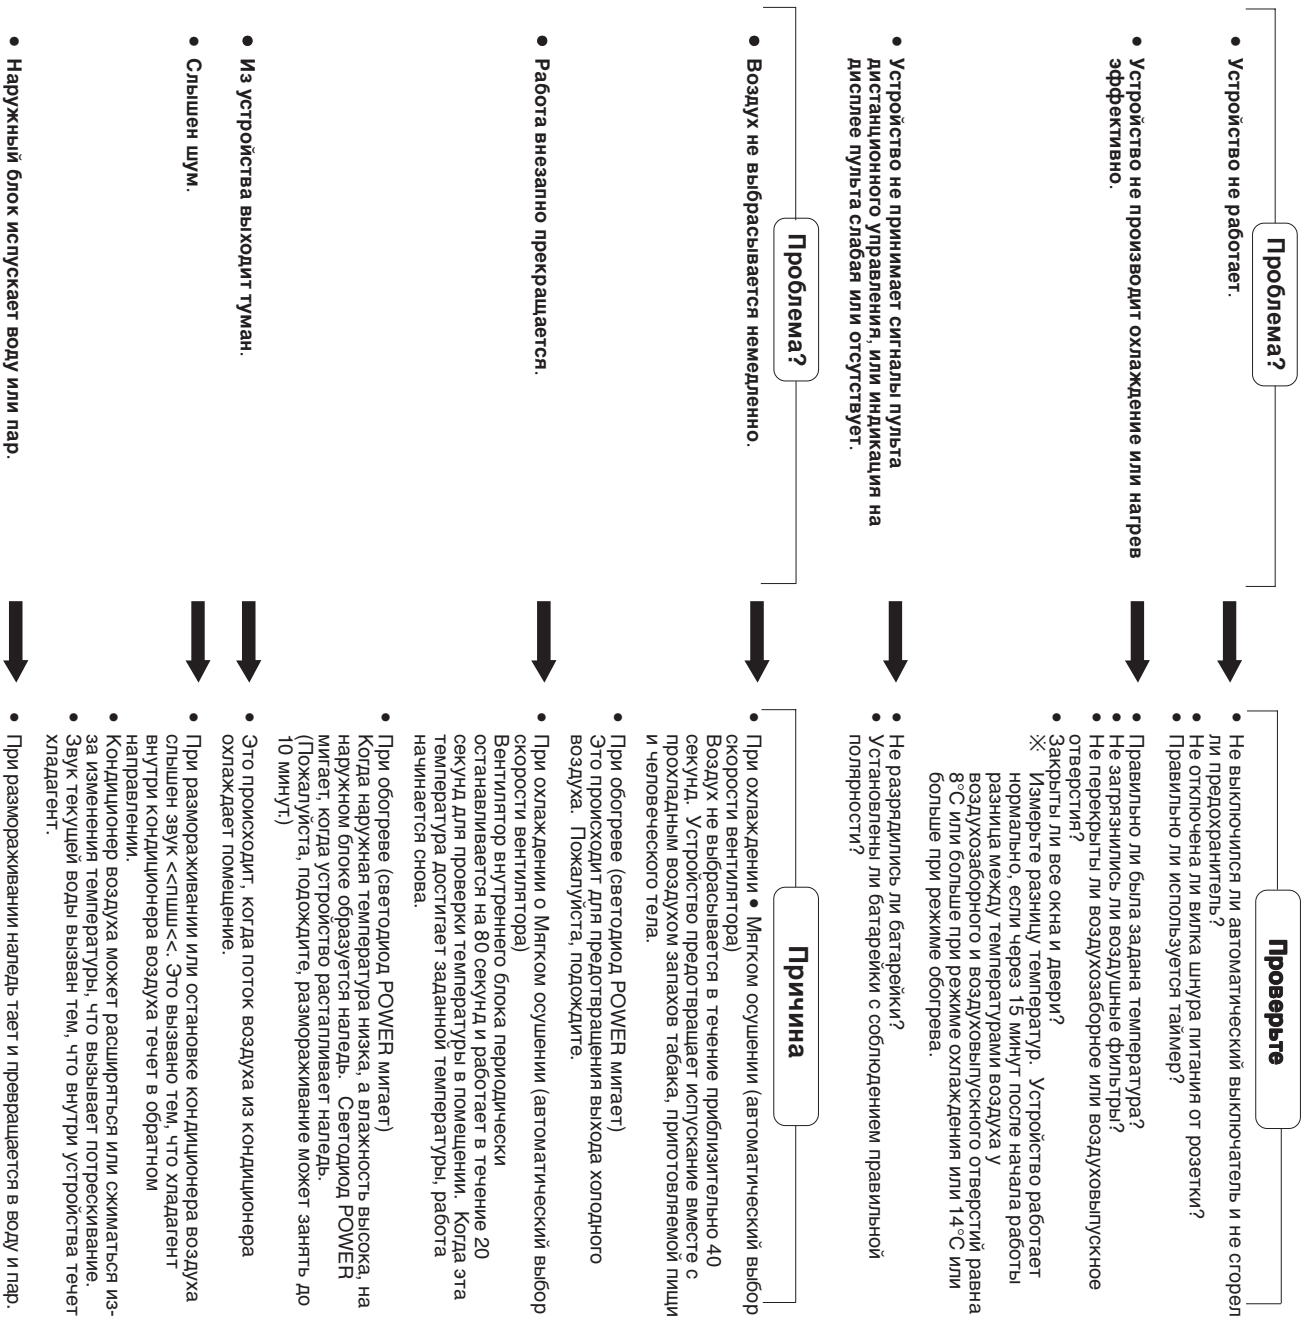 Проблема?
Проверьте
● Устройство не работает.
● Не выключился ли автоматический выключатель и не сгорел
ли предохранитель?
● Не отключена ли вилка шнура питания от розетки?
● Правильно ли используется таймер?
● Устройство не производит охлаждение или нагрев
эффективно.
● Правильно ли была задана температура?
● Не загрязнились ли воздушные фильтры?
● Не перекрыты ли воздухозаборное или воздуховыпускное
отверстия?
● Закрыты ли все окна и двери?
※ Измерьте разницу температур. Устройство работает
нормально, если через 15 минут после начала работы
разница между температурами воздуха у
воздухозаборного и воздуховыпускного отверстий равна
8°C или больше при режиме охлаждения или 14°C или
больше при режиме обогрева.
● Устройство не принимает сигналы пульта
дистанционного управления, или индикация на
дисплее пульта слабая или отсутствует.
● Не разрядились ли батарейки?
● Установлены ли батарейки с соблюдением правильной
полярности?
Проблема?
Причина
● Воздух не выбрасывается немедленно.
● При охлаждении ● Мягком осушении (автоматический выбор
скорости вентилятора)
Воздух не выбрасывается в течение приблизительно 40
секунд. Устройство предотвращает испускание вместе с
прохладным воздухом запахов табака, приготовляемой пищи
и человеческого тела.
● При обогреве (светодиод POWER мигает)
Это происходит для предотвращения выхода холодного
воздуха. Пожалуйста, подождите.
● Работа внезапно прекращается.
● При охлаждении о Мягком осушении (автоматический выбор
скорости вентилятора)
Вентилятор внутреннего блока периодически
останавливается на 80 секунд и работает в течение 20
секунд для проверки температуры в помещении. Когда эта
температура достигает заданной температуры, работа
начинается снова.
● При обогреве (светодиод POWER мигает)
Когда наружная температура низка, а влажность высока, на
наружном блоке образуется наледь. Светодиод POWER
мигает, когда устройство растапливает наледь.
(Пожалуйста, подождите, размораживание может занять до
10 минут.)
● Из устройства выходит туман.
● Это происходит, когда поток воздуха из кондиционера
охлаждает помещение.
● Слышен шум.
● При размораживании или остановке кондиционера воздуха
слышен звук <<пшш<<. Это вызвано тем, что хладагент
внутри кондиционера воздуха течет в обратном
направлении.
● Кондиционер воздуха может расширяться или сжиматься из-
за изменения температуры, что вызывает потрескивание.
● Звук текущей воды вызван тем, что внутри устройства течет
хладагент.
● Наружный блок испускает воду или пар.
● При размораживании наледь тает и превращается в воду и пар.